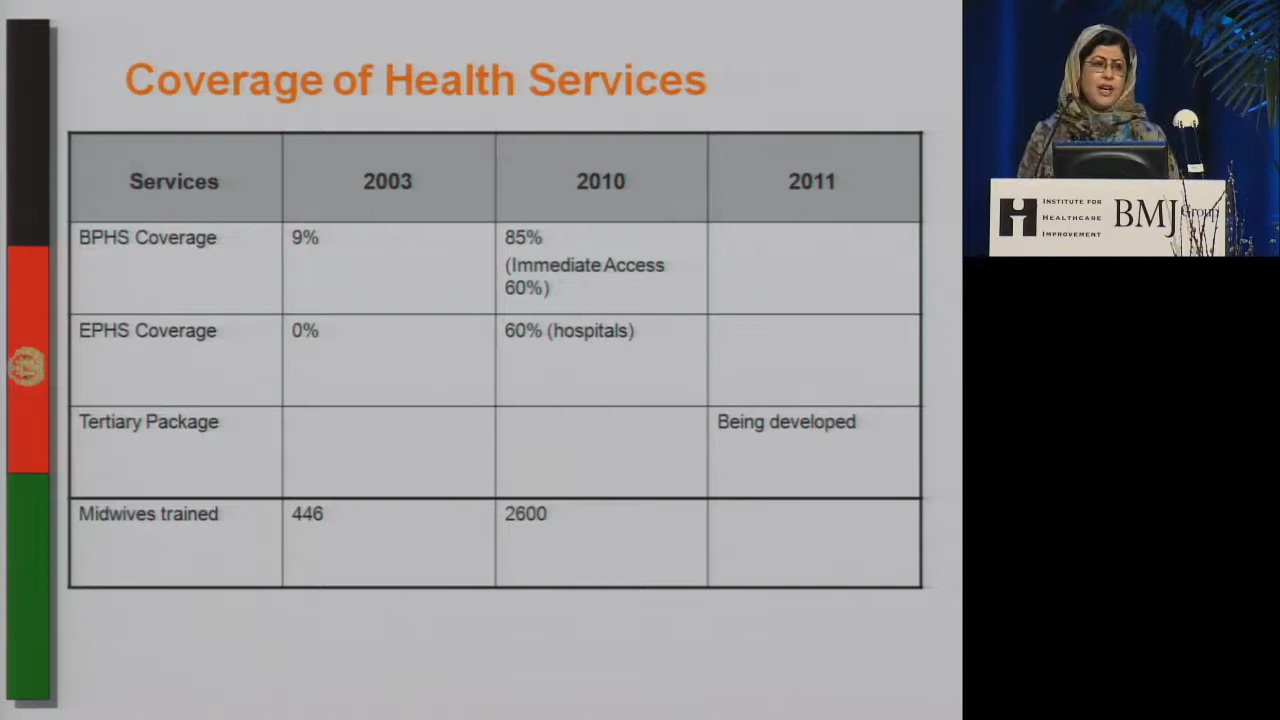 Coverage of Health Services
Services 2003 2010 2011
BPHS Coverage 9% 85%
(Immediate Access
60%)
EPHS Coverage 0% 60% (hospitals)
Tertiary Package Being developed
Midwives trained 446 2600
INSTITUTE FOR
HEALTHCARE
IMPROVEMENT
BMJ Group